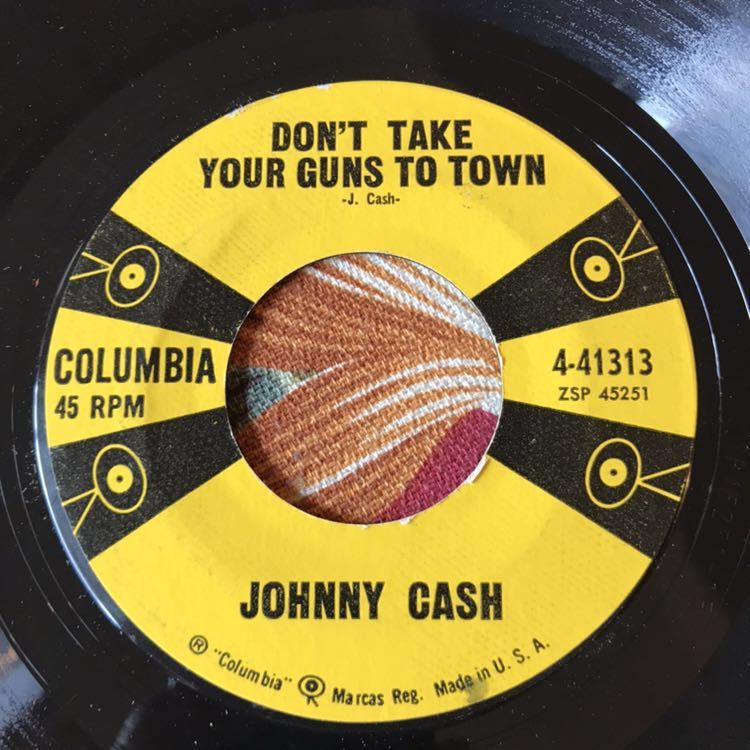 DON'T TAKE
YOUR GUNS TO TOWN
-J. Cash-
COLUMBIA
45 RPM
4-41313
ZSP 45251
JOHNNY CASH
® "Columbia" Marcas Reg. Made in U. S. A.